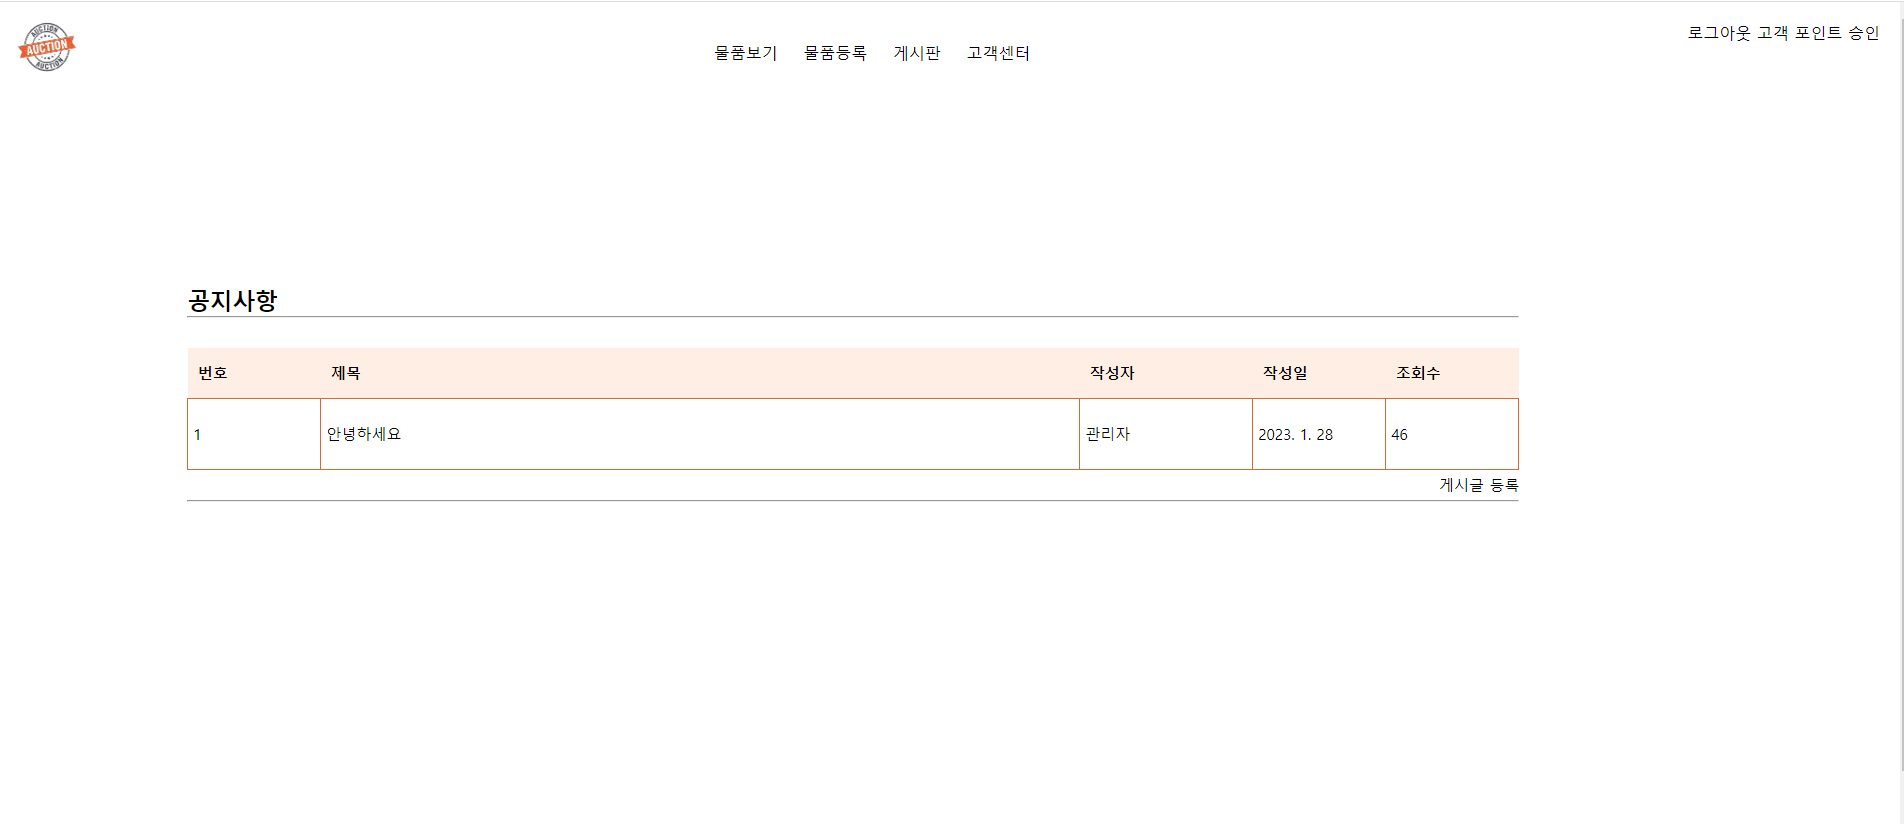 AUCTION
AUCTION
AUCTION
로그아웃 고객 포인트 승인
물품보기 물품등록 게시판 고객센터
공지사항
번호 제목 작성자 작성일 조회수
1 안녕하세요 관리자 2023. 1. 28 46
게시글 등록